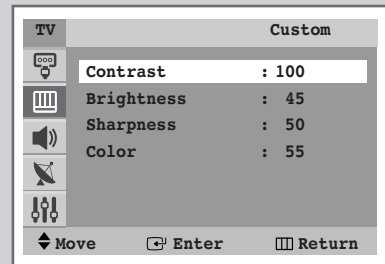 TV Custom
Contrast : 100
Brightness : 45
Sharpness : 50
Color : 55
Move Enter Return